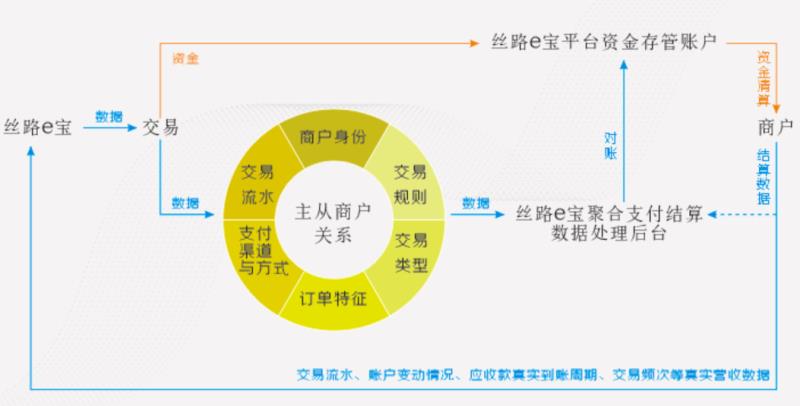 丝路e宝平台资金存管账户
资金
资金清算
丝路e宝
数据
交易
商户
商户身份
交易
流水
交易
规则
对账
结算数据
数据
主从商户
关系
数据
丝路e宝聚合支付结算
数据处理后台
支付
渠道
与方式
交易
类型
订单特征
交易流水、账户变动情况、应收款真实到账周期、交易频次等真实营收数据